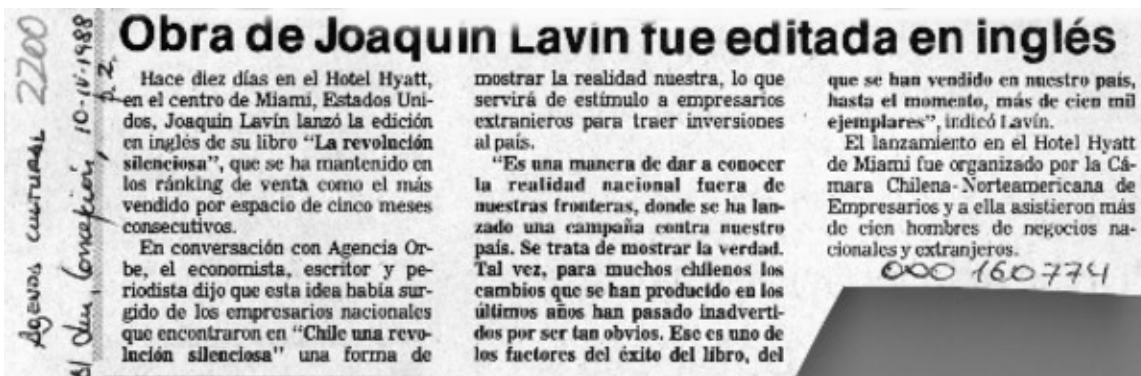 Obra de Joaquín Lavín fue editada en inglés
Hace diez días en el Hotel Hyatt,
en el centro de Miami, Estados Uni-
dos, Joaquín Lavín lanzó la edición
en inglés de su libro “La revolución
silenciosa”, que se ha mantenido en
los ránking de venta como el más
vendido por espacio de cinco meses
consecutivos.
En conversación con Agencia Or-
be, el economista, escritor y pe-
riodista dijo que esta idea había sur-
gido de los empresarios nacionales
que encontraron en “Chile una revo-
lución silenciosa” una forma de
mostrar la realidad nuestra, lo que
servirá de estímulo a empresarios
extranjeros para traer inversiones
al país.
“Es una manera de dar a conocer
la realidad nacional fuera de
nuestras fronteras, donde se ha lan-
zado una campaña contra nuestro
país. Se trata de mostrar la verdad.
Tal vez, para muchos chilenos los
cambios que se han producido en los
últimos años han pasado inadverti-
dos por ser tan obvios. Ese es uno de
los factores del éxito del libro, del
que se han vendido en nuestro país,
hasta el momento, más de cien mil
ejemplares”, indicó Lavín.
El lanzamiento en el Hotel Hyatt
de Miami fue organizado por la Cá-
mara Chilena-Norteamericana de
Empresarios y a ella asistieron más
de cien hombres de negocios na-
cionales y extranjeros.
000 160774
AGENDA CULTURAL 2200
Concepción, 10-IV-1988
p. 2.